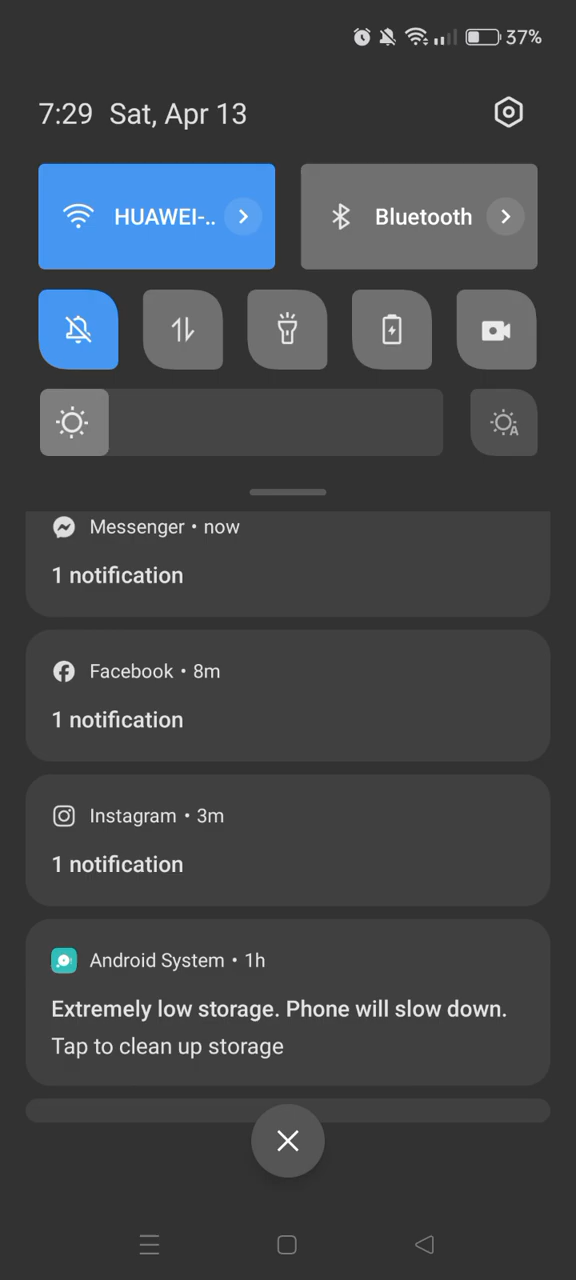 37%
7:29 Sat, Apr 13
HUAWEI-..
Bluetooth
A
Messenger • now
1 notification
Facebook • 8m
1 notification
Instagram • 3m
1 notification
Android System • 1h
Extremely low storage. Phone will slow down.
Tap to clean up storage